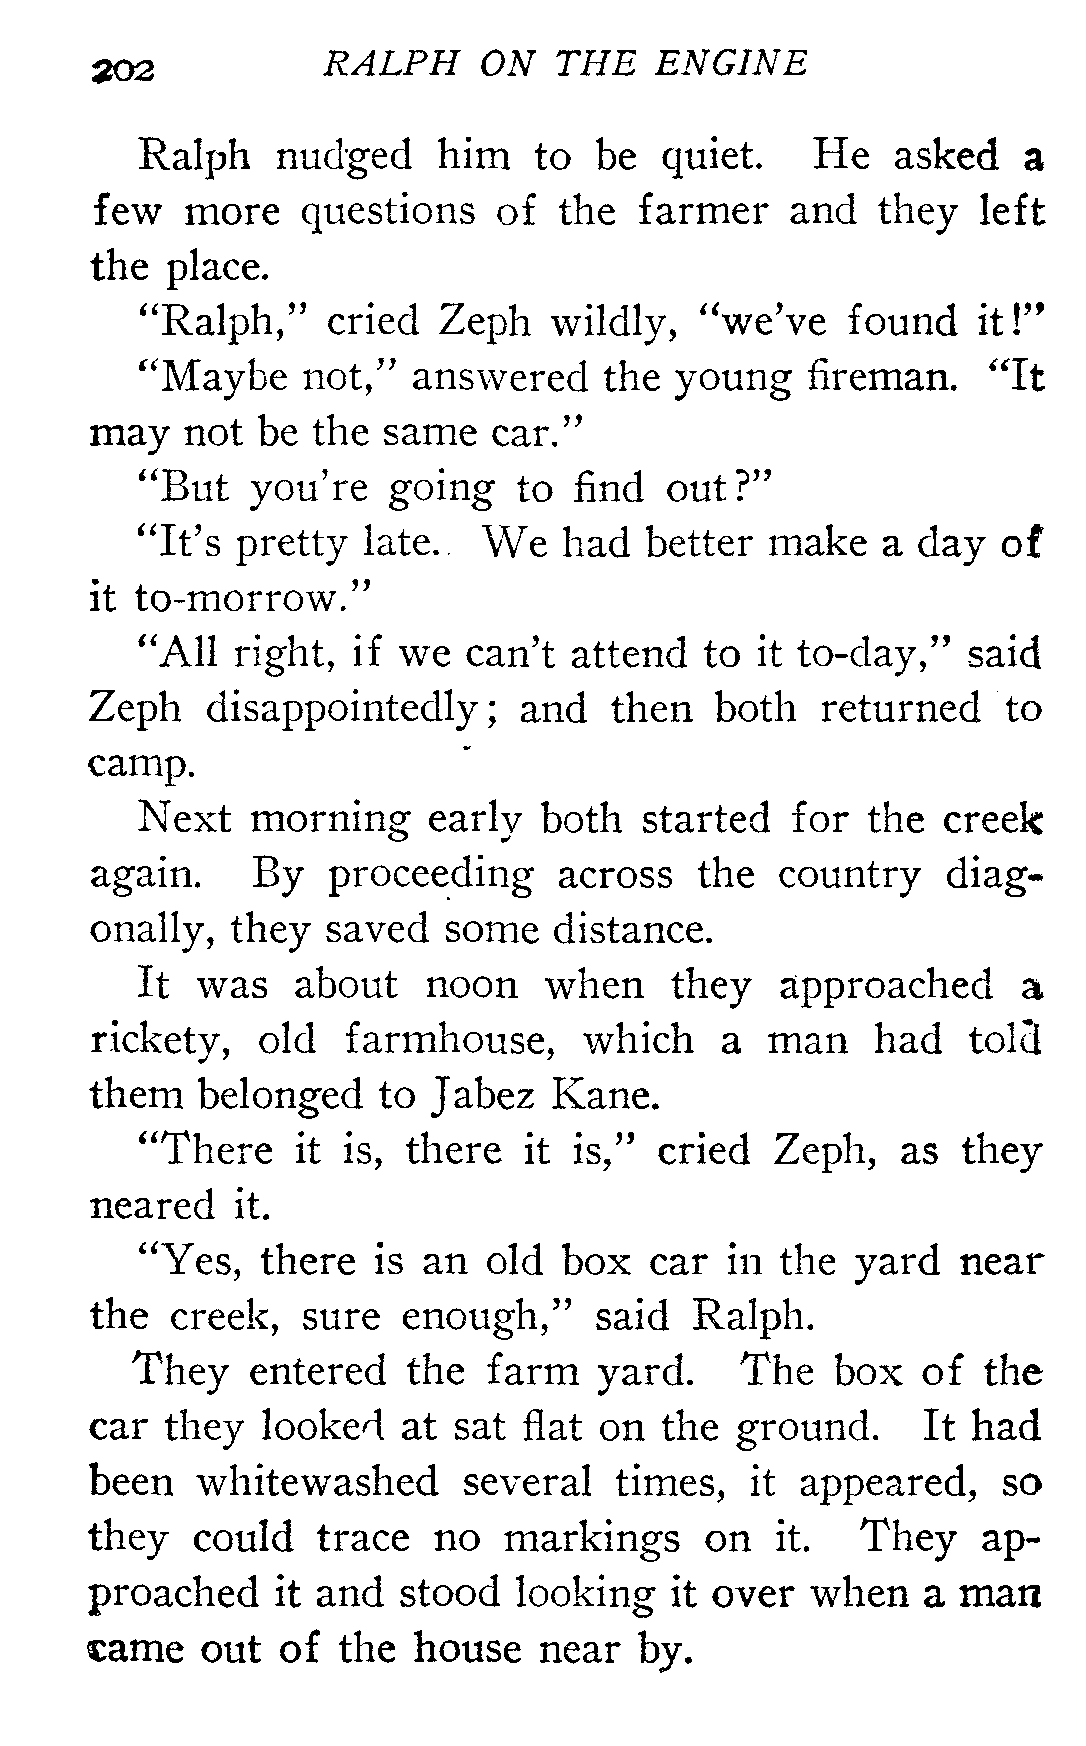 202 RALPH ON THE ENGINE
Ralph nudged him to be quiet. He asked a
few more questions of the farmer and they left
the place.
“Ralph,” cried Zeph wildly, “we’ve found it!”
“Maybe not,” answered the young fireman. “It
may not be the same car.”
“But you’re going to find out?”
“It’s pretty late. We had better make a day of
it to-morrow.”
“All right, if we can’t attend to it to-day,” said
Zeph disappointedly; and then both returned to
camp.
Next morning early both started for the creek
again. By proceeding across the country diag-
onally, they saved some distance.
It was about noon when they approached a
rickety, old farmhouse, which a man had told
them belonged to Jabez Kane.
“There it is, there it is,” cried Zeph, as they
neared it.
“Yes, there is an old box car in the yard near
the creek, sure enough,” said Ralph.
They entered the farm yard. The box of the
car they looked at sat flat on the ground. It had
been whitewashed several times, it appeared, so
they could trace no markings on it. They ap-
proached it and stood looking it over when a man
came out of the house near by.